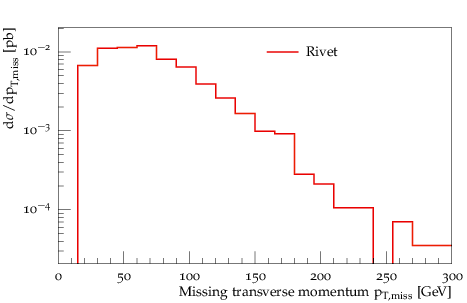 dσ/dp_T,miss [pb]
10⁻²
10⁻³
10⁻⁴
Rivet
0 50 100 150 200 250 300
Missing transverse momentum p_T,miss [GeV]